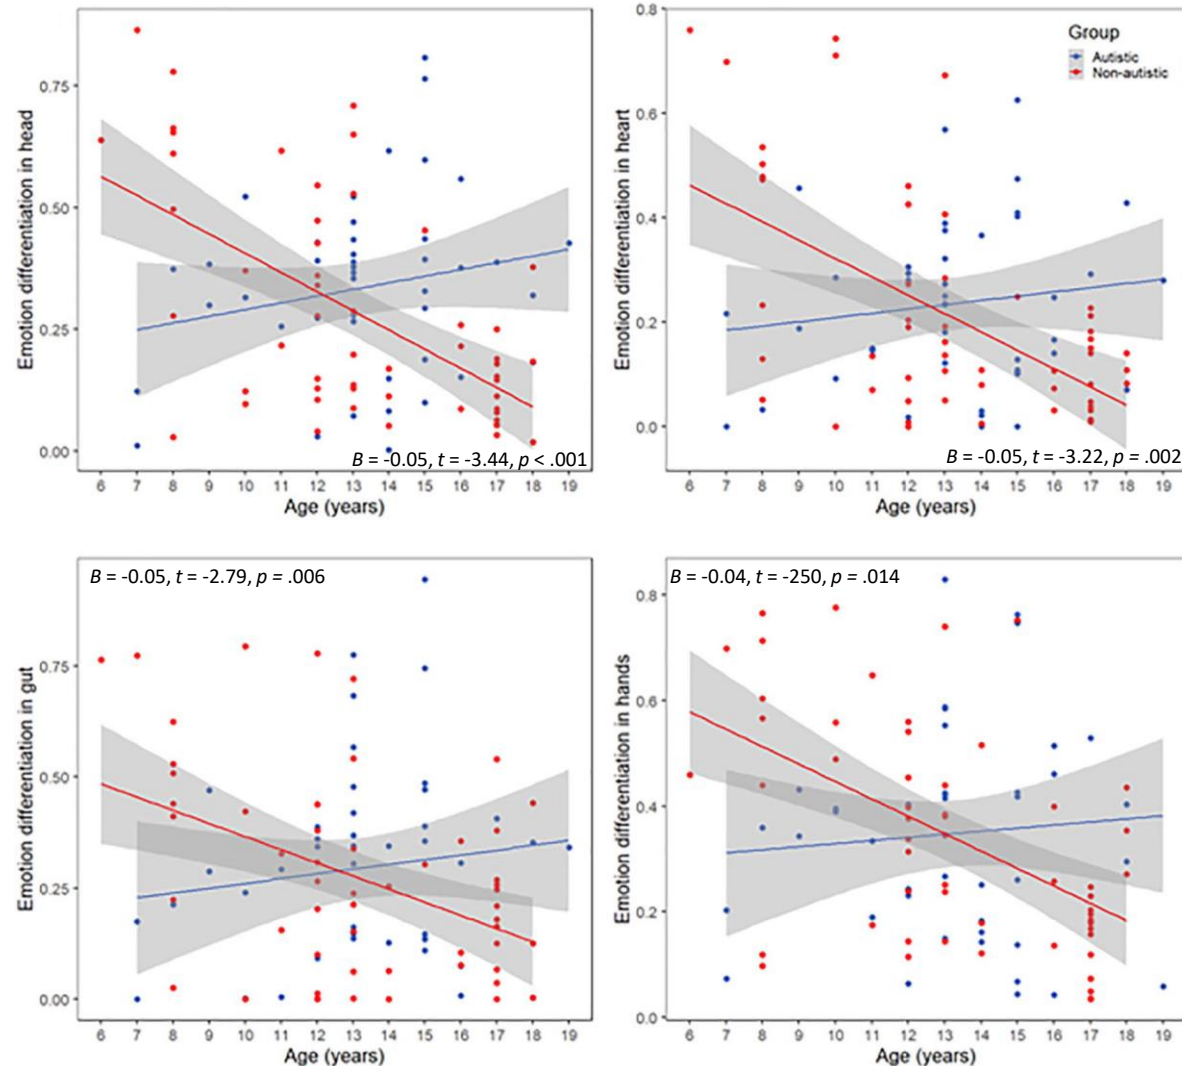 Emotion differentiation in head
0.75
0.50
0.25
0.00
B = -0.05, t = -3.44, p < .001
6 7 8 9 10 11 12 13 14 15 16 17 18 19
Age (years)
Emotion differentiation in heart
0.8
0.6
0.4
0.2
0.0
Group
Autistic
Non-autistic
B = -0.05, t = -3.22, p = .002
6 7 8 9 10 11 12 13 14 15 16 17 18 19
Age (years)
Emotion differentiation in gut
B = -0.05, t = -2.79, p = .006
0.75
0.50
0.25
0.00
6 7 8 9 10 11 12 13 14 15 16 17 18 19
Age (years)
Emotion differentiation in hands
B = -0.04, t = -250, p = .014
0.8
0.6
0.4
0.2
0.0
6 7 8 9 10 11 12 13 14 15 16 17 18 19
Age (years)